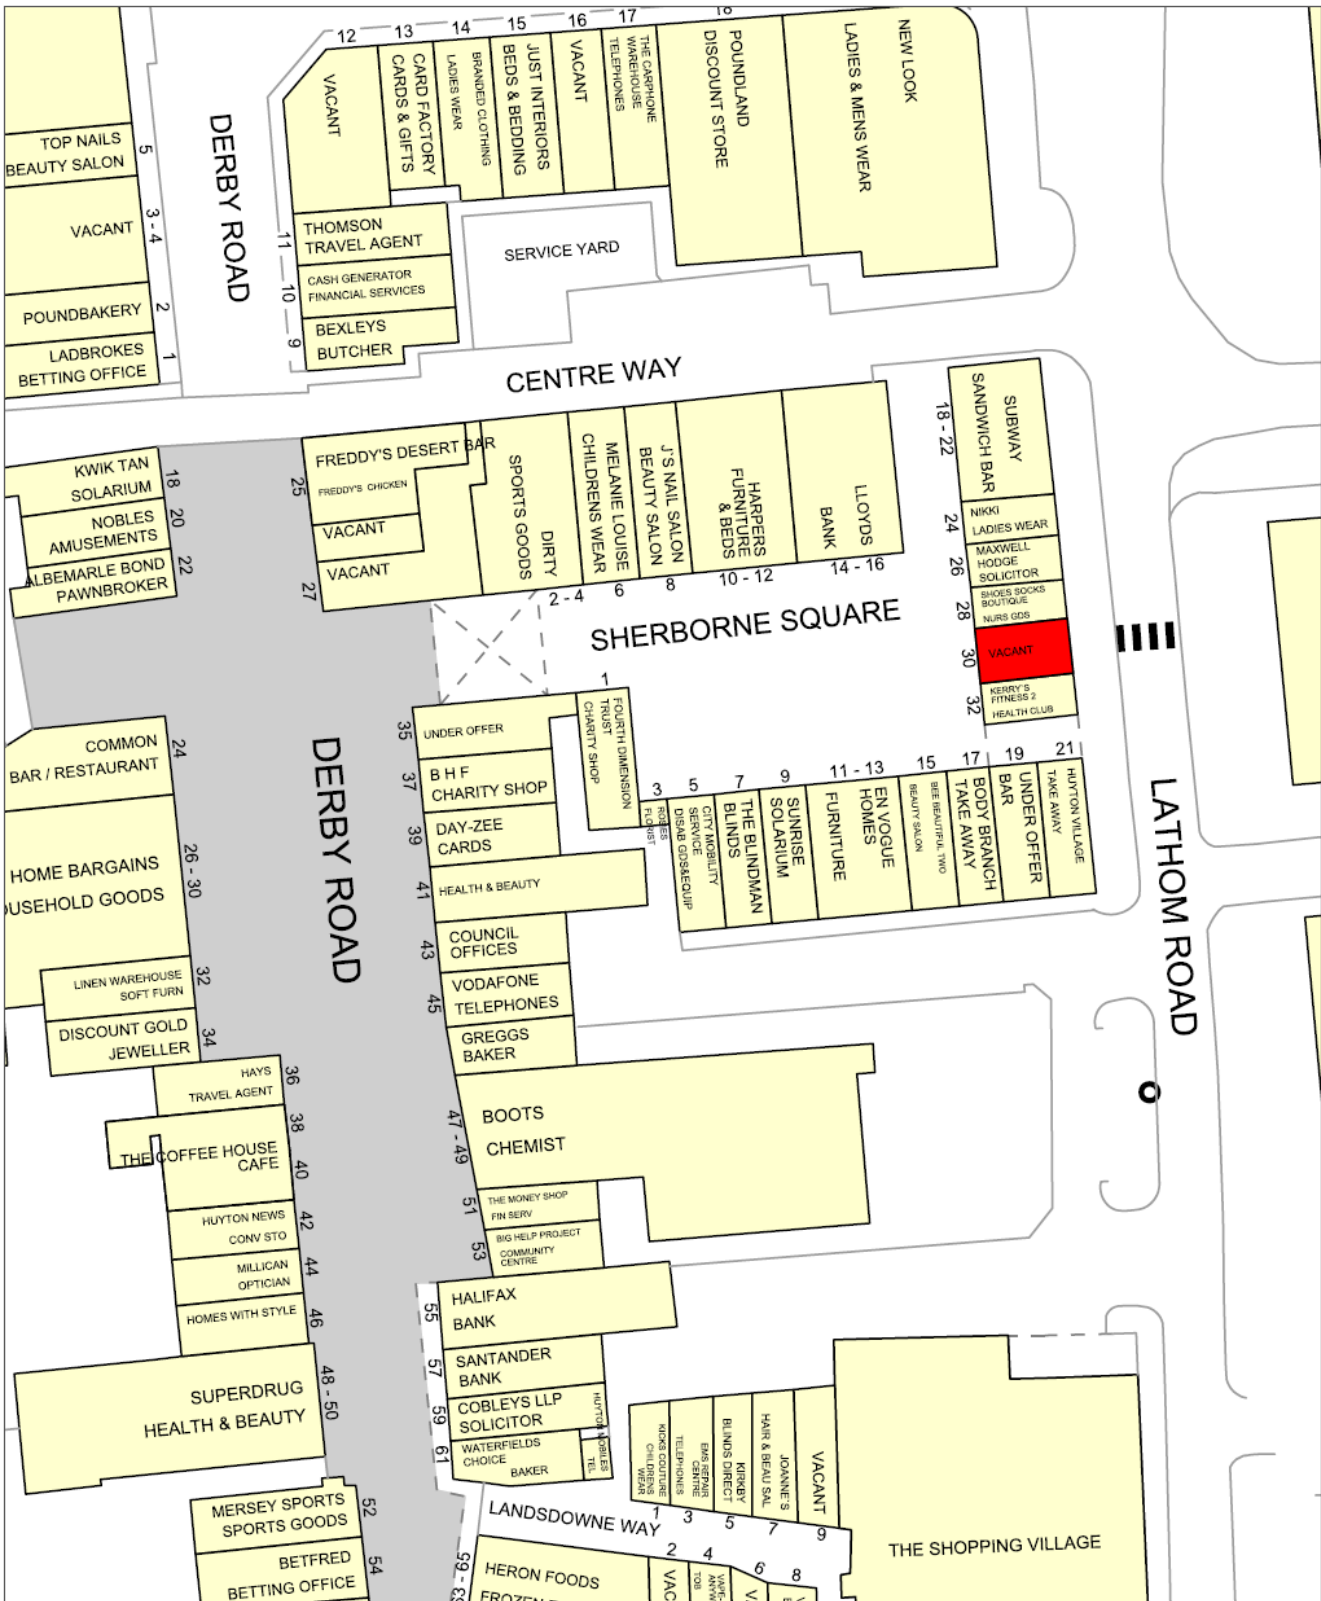 12
13
14
15
16
17
18
VACANT
CARD FACTORY
CARDS & GIFTS
BRANDED CLOTHING
LADIES WEAR
JUST INTERIORS
BEDS & BEDDING
VACANT
THE CARPHONE
WAREHOUSE
TELEPHONES
POUNDLAND
DISCOUNT STORE
NEW LOOK
LADIES & MENS WEAR
TOP NAILS
BEAUTY SALON
5
VACANT
3 - 4
POUNDBAKERY
2
LADBROKES
BETTING OFFICE
1
DERBY ROAD
11
THOMSON
TRAVEL AGENT
10
CASH GENERATOR
FINANCIAL SERVICES
9
BEXLEYS
BUTCHER
SERVICE YARD
CENTRE WAY
KWIK TAN
SOLARIUM
18
NOBLES
AMUSEMENTS
20
ALBEMARLE BOND
PAWNBROKER
22
25
FREDDY'S DESERT BAR
FREDDY'S CHICKEN
VACANT
27
VACANT
DIRTY
SPORTS GOODS
2 - 4
MELANIE LOUISE
CHILDRENS WEAR
6
J'S NAIL SALON
BEAUTY SALON
8
HARPERS
FURNITURE
& BEDS
10 - 12
LLOYDS
BANK
14 - 16
SUBWAY
SANDWICH BAR
18 - 22
NIKKI
LADIES WEAR
24
MAXWELL
HODGE
SOLICITOR
26
SHOES SOCKS
BOUTIQUE
NURS GDS
28
VACANT
30
KERRY'S
FITNESS 2
HEALTH CLUB
32
SHERBORNE SQUARE
1
FOURTH DIMENSION
TRUST
CHARITY SHOP
3
ROSIES
FLORIST
5
CITY MOBILITY
SERVICE
DISAB GDS&EQUIP
7
THE BLINDMAN
BLINDS
9
SUNRISE
SOLARIUM
11 - 13
EN VOGUE
HOMES
FURNITURE
15
BEE BEAUTIFUL TWO
BEAUTY SALON
17
BODY BRANCH
TAKE AWAY
19
UNDER OFFER
BAR
21
HUYTON VILLAGE
TAKE AWAY
LATHOM ROAD
DERBY ROAD
COMMON
BAR / RESTAURANT
24
HOME BARGAINS
OUSEHOLD GOODS
26 - 30
LINEN WAREHOUSE
SOFT FURN
32
DISCOUNT GOLD
JEWELLER
34
HAYS
TRAVEL AGENT
36
38
THE COFFEE HOUSE
CAFE
40
HUYTON NEWS
CONV STO
42
MILLICAN
OPTICIAN
44
HOMES WITH STYLE
46
SUPERDRUG
HEALTH & BEAUTY
48 - 50
MERSEY SPORTS
SPORTS GOODS
52
BETFRED
BETTING OFFICE
54
35
UNDER OFFER
37
B H F
CHARITY SHOP
39
DAY-ZEE
CARDS
41
HEALTH & BEAUTY
43
COUNCIL
OFFICES
45
VODAFONE
TELEPHONES
GREGGS
BAKER
47 - 49
BOOTS
CHEMIST
51
THE MONEY SHOP
FIN SERV
53
BIG HELP PROJECT
COMMUNITY
CENTRE
55
HALIFAX
BANK
57
SANTANDER
BANK
59
COBLEYS LLP
SOLICITOR
61
WATERFIELDS
CHOICE
BAKER
HUYTON MOBILES
TEL
LANDSDOWNE WAY
KICKS COUTURE
CHILDRENS
WEAR
1
EMS REPAIR
CENTRE
TELEPHONES
3
KIRKBY
BLINDS DIRECT
5
JOANNE'S
HAIR & BEAU SAL
7
VACANT
9
THE SHOPPING VILLAGE
HERON FOODS
2
4
6
8